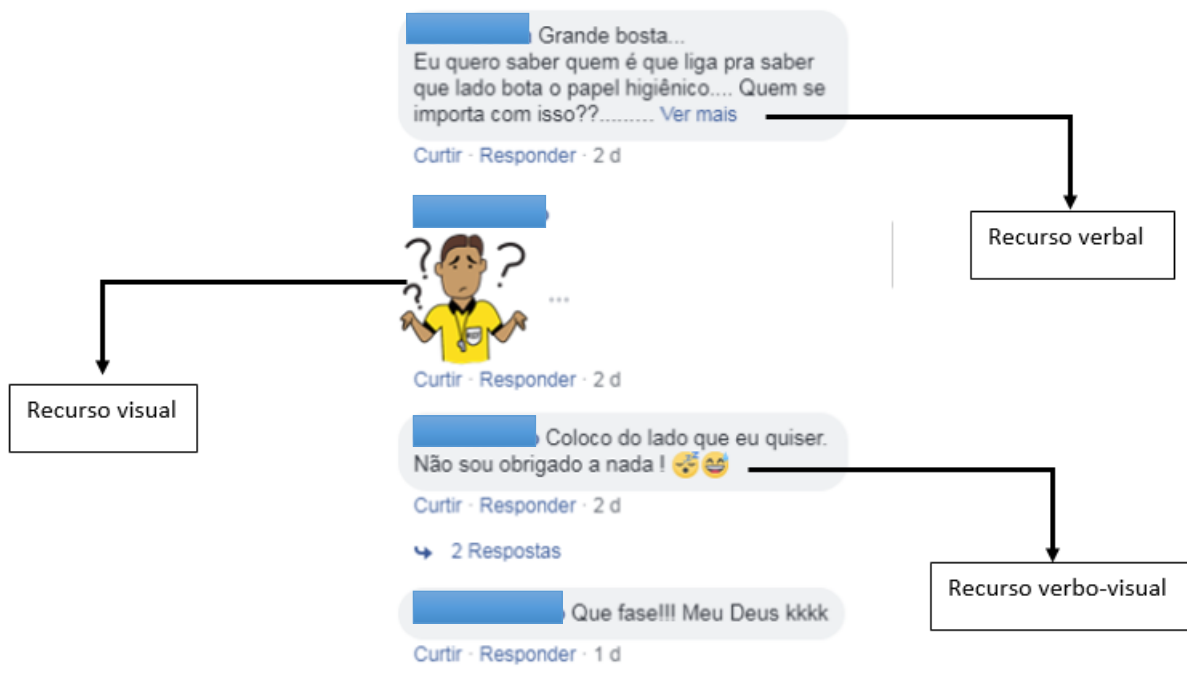 Grande bosta...
Eu quero saber quem é que liga pra saber
que lado bota o papel higiênico.... Quem se
importa com isso??......... Ver mais
Curtir · Responder · 2 d
Recurso verbal
???
...
Recurso visual
Curtir · Responder · 2 d
Coloco do lado que eu quiser.
Não sou obrigado a nada ! 😴😅
Curtir · Responder · 2 d
2 Respostas
Recurso verbo-visual
Que fase!!! Meu Deus kkkk
Curtir · Responder · 1 d